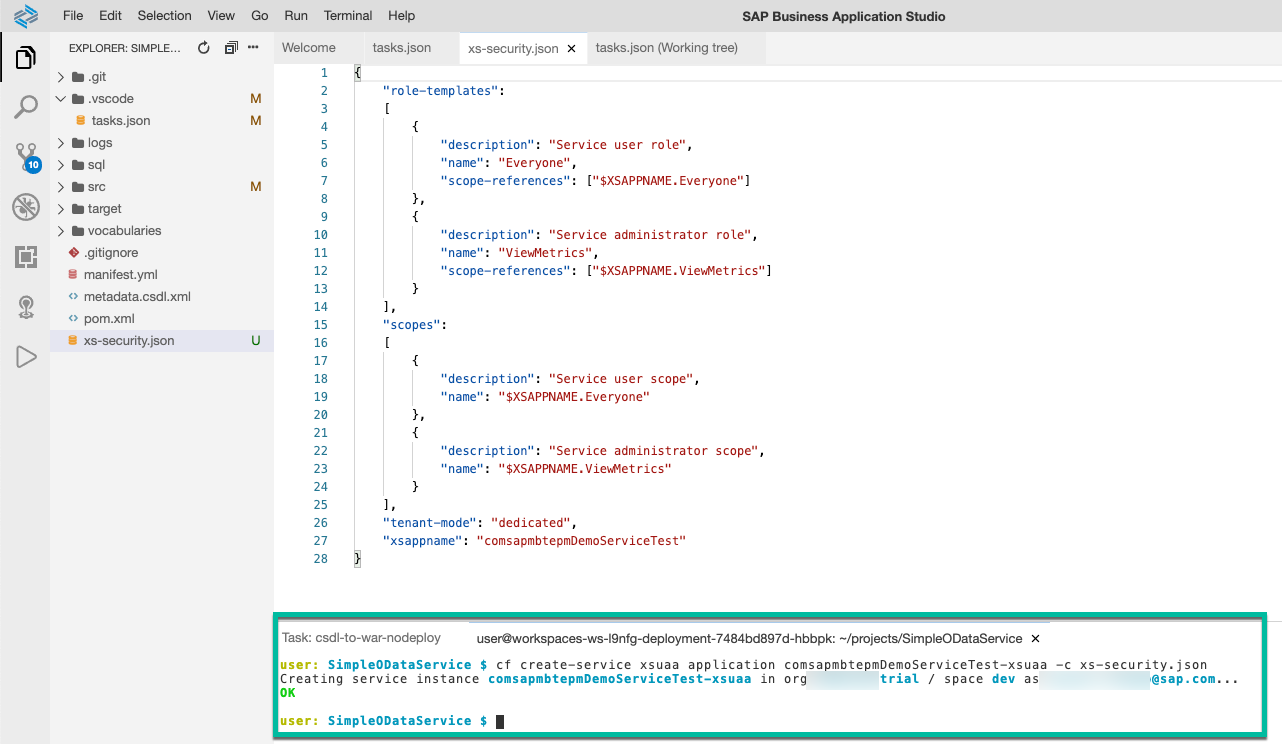 File Edit Selection View Go Run Terminal Help SAP Business Application Studio
EXPLORER: SIMPLE... Welcome tasks.json xs-security.json × tasks.json (Working tree)
.git
.vscode M
tasks.json M
logs
10
sql
src M
target
vocabularies
.gitignore
manifest.yml
metadata.csdl.xml
pom.xml
xs-security.json U
1 {
2 "role-templates":
3 [
4 {
5 "description": "Service user role",
6 "name": "Everyone",
7 "scope-references": ["$XSAPPNAME.Everyone"]
8 },
9 {
10 "description": "Service administrator role",
11 "name": "ViewMetrics",
12 "scope-references": ["$XSAPPNAME.ViewMetrics"]
13 }
14 ],
15 "scopes":
16 [
17 {
18 "description": "Service user scope",
19 "name": "$XSAPPNAME.Everyone"
20 },
21 {
22 "description": "Service administrator scope",
23 "name": "$XSAPPNAME.ViewMetrics"
24 }
25 ],
26 "tenant-mode": "dedicated",
27 "xsappname": "comsapmbtepmDemoServiceTest"
28 }
Task: csdl-to-war-nodeploy user@workspaces-ws-l9nfg-deployment-7484bd897d-hbbpk: ~/projects/SimpleODataService ×
user: SimpleODataService $ cf create-service xsuaa application comsapmbtepmDemoServiceTest-xsuaa -c xs-security.json
Creating service instance comsapmbtepmDemoServiceTest-xsuaa in org trial / space dev as @sap.com...
OK
user: SimpleODataService $